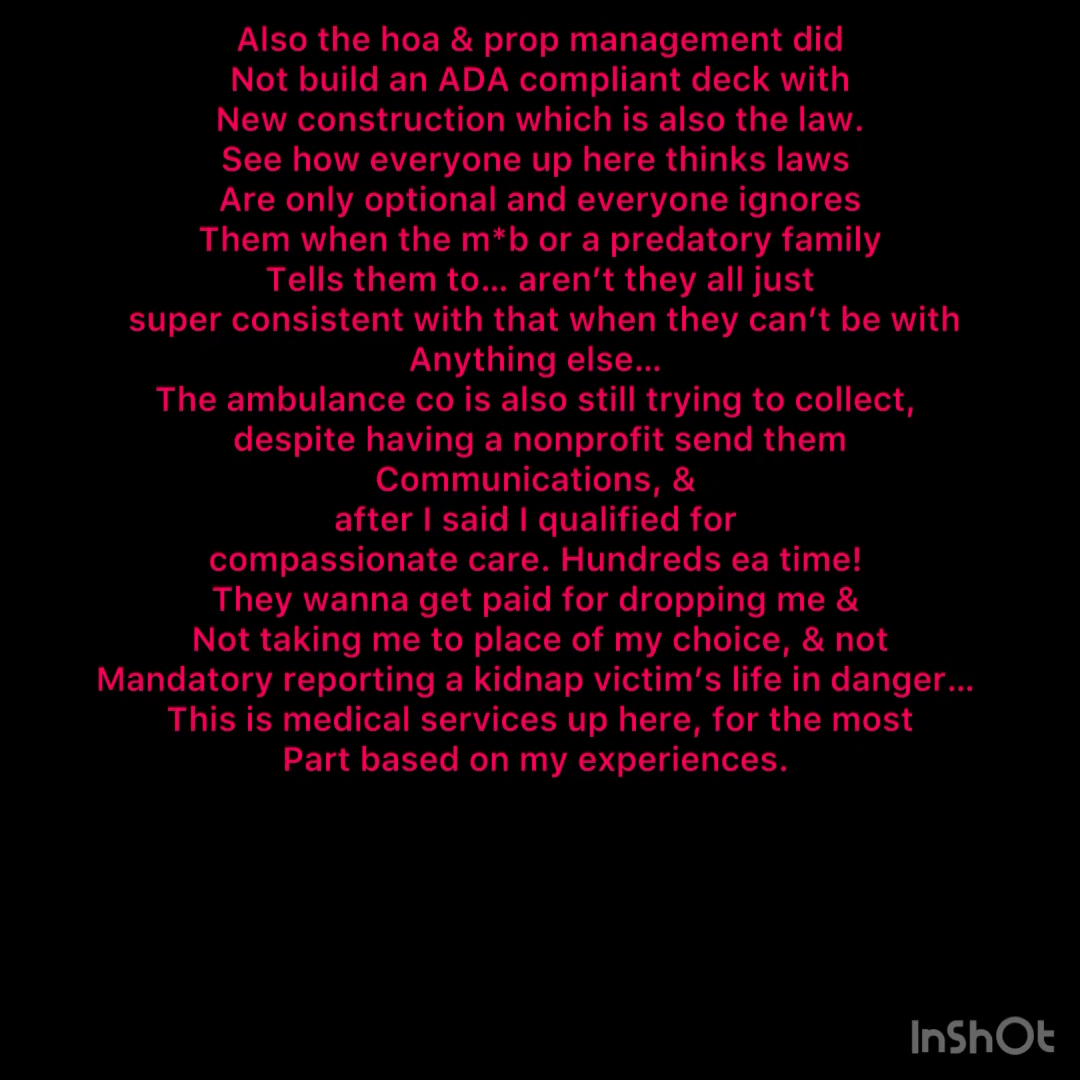 Also the hoa & prop management did
Not build an ADA compliant deck with
New construction which is also the law.
See how everyone up here thinks laws
Are only optional and everyone ignores
Them when the m*b or a predatory family
Tells them to... aren’t they all just
super consistent with that when they can’t be with
Anything else...
The ambulance co is also still trying to collect,
despite having a nonprofit send them
Communications, &
after I said I qualified for
compassionate care. Hundreds ea time!
They wanna get paid for dropping me &
Not taking me to place of my choice, & not
Mandatory reporting a kidnap victim’s life in danger...
This is medical services up here, for the most
Part based on my experiences.
InShOt